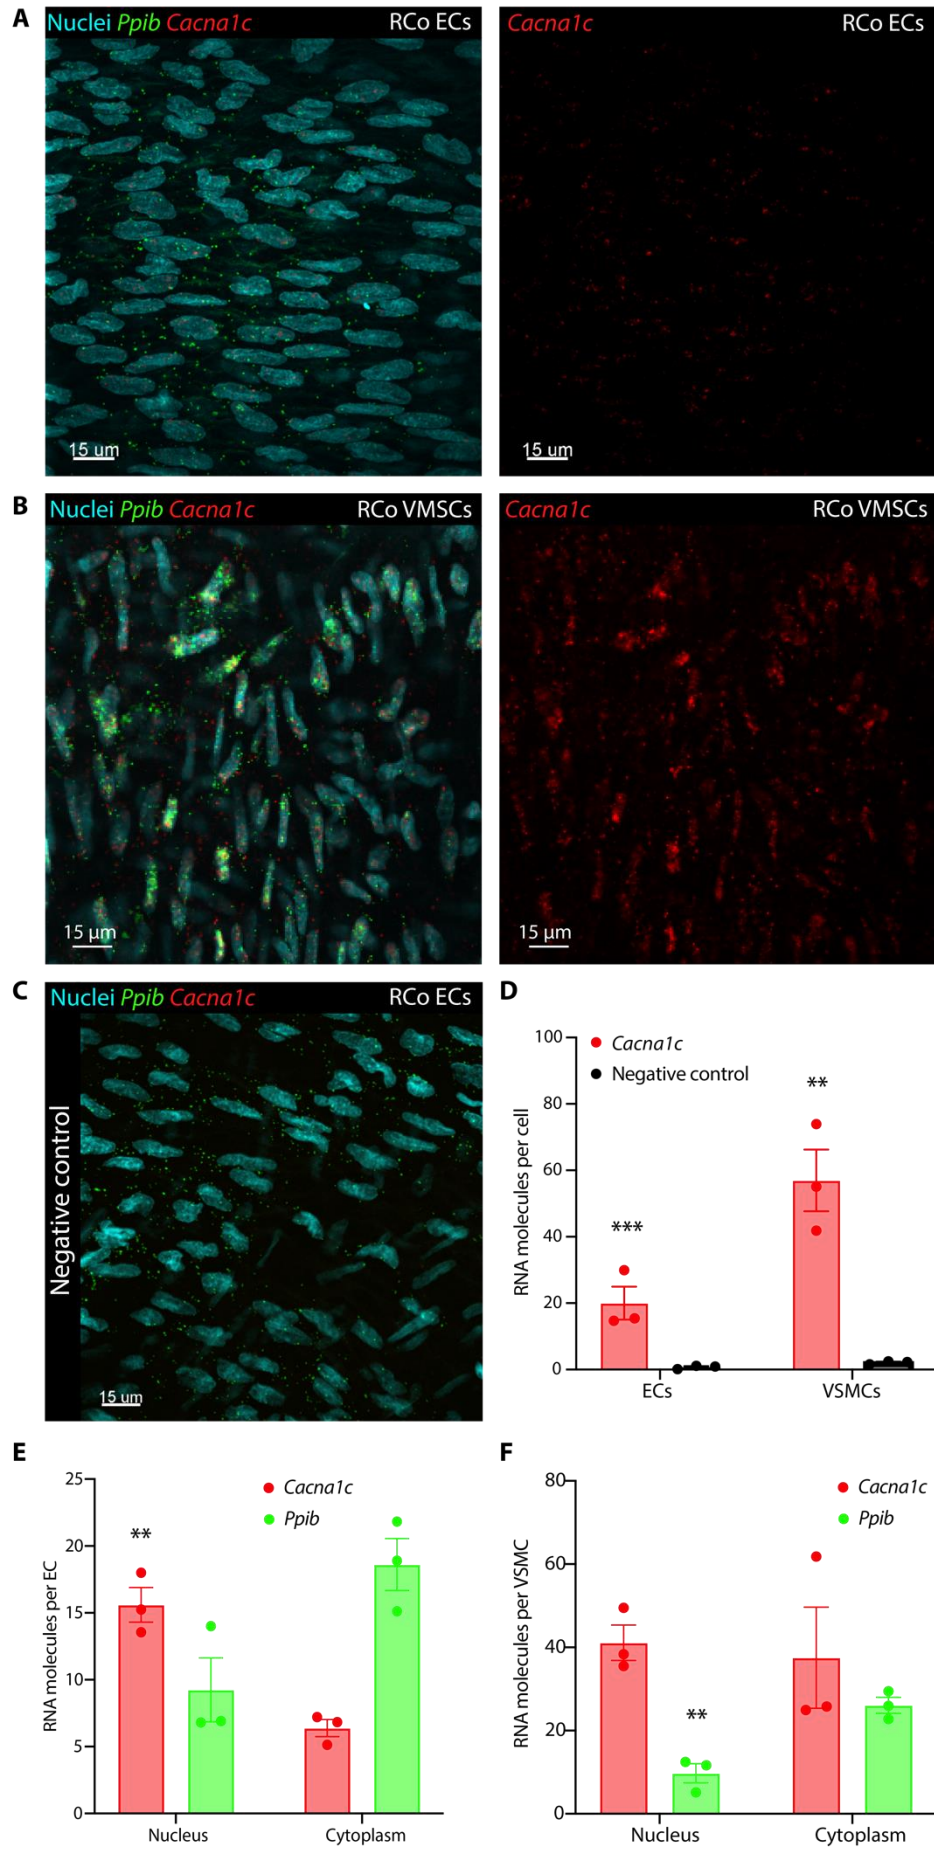 A
Nuclei Ppib Cacna1c RCo ECs
Cacna1c RCo ECs
15 um
15 um
B
Nuclei Ppib Cacna1c RCo VMSCs
Cacna1c RCo VMSCs
15 µm
15 µm
C
Nuclei Ppib Cacna1c RCo ECs
Negative control
15 um
D
RNA molecules per cell
100
80
60
40
20
0
Cacna1c
Negative control
***
**
ECs
VSMCs
E
RNA molecules per EC
25
20
15
10
5
0
Cacna1c
Ppib
**
Nucleus
Cytoplasm
F
RNA molecules per VSMC
80
60
40
20
0
Cacna1c
Ppib
**
Nucleus
Cytoplasm